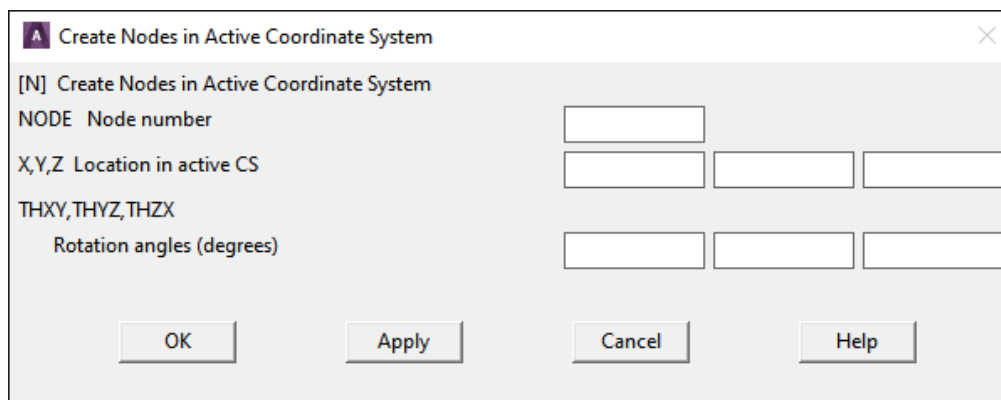 A Create Nodes in Active Coordinate System
[N] Create Nodes in Active Coordinate System
NODE Node number
X,Y,Z Location in active CS
THXY,THYZ,THZX
Rotation angles (degrees)
OK Apply Cancel Help